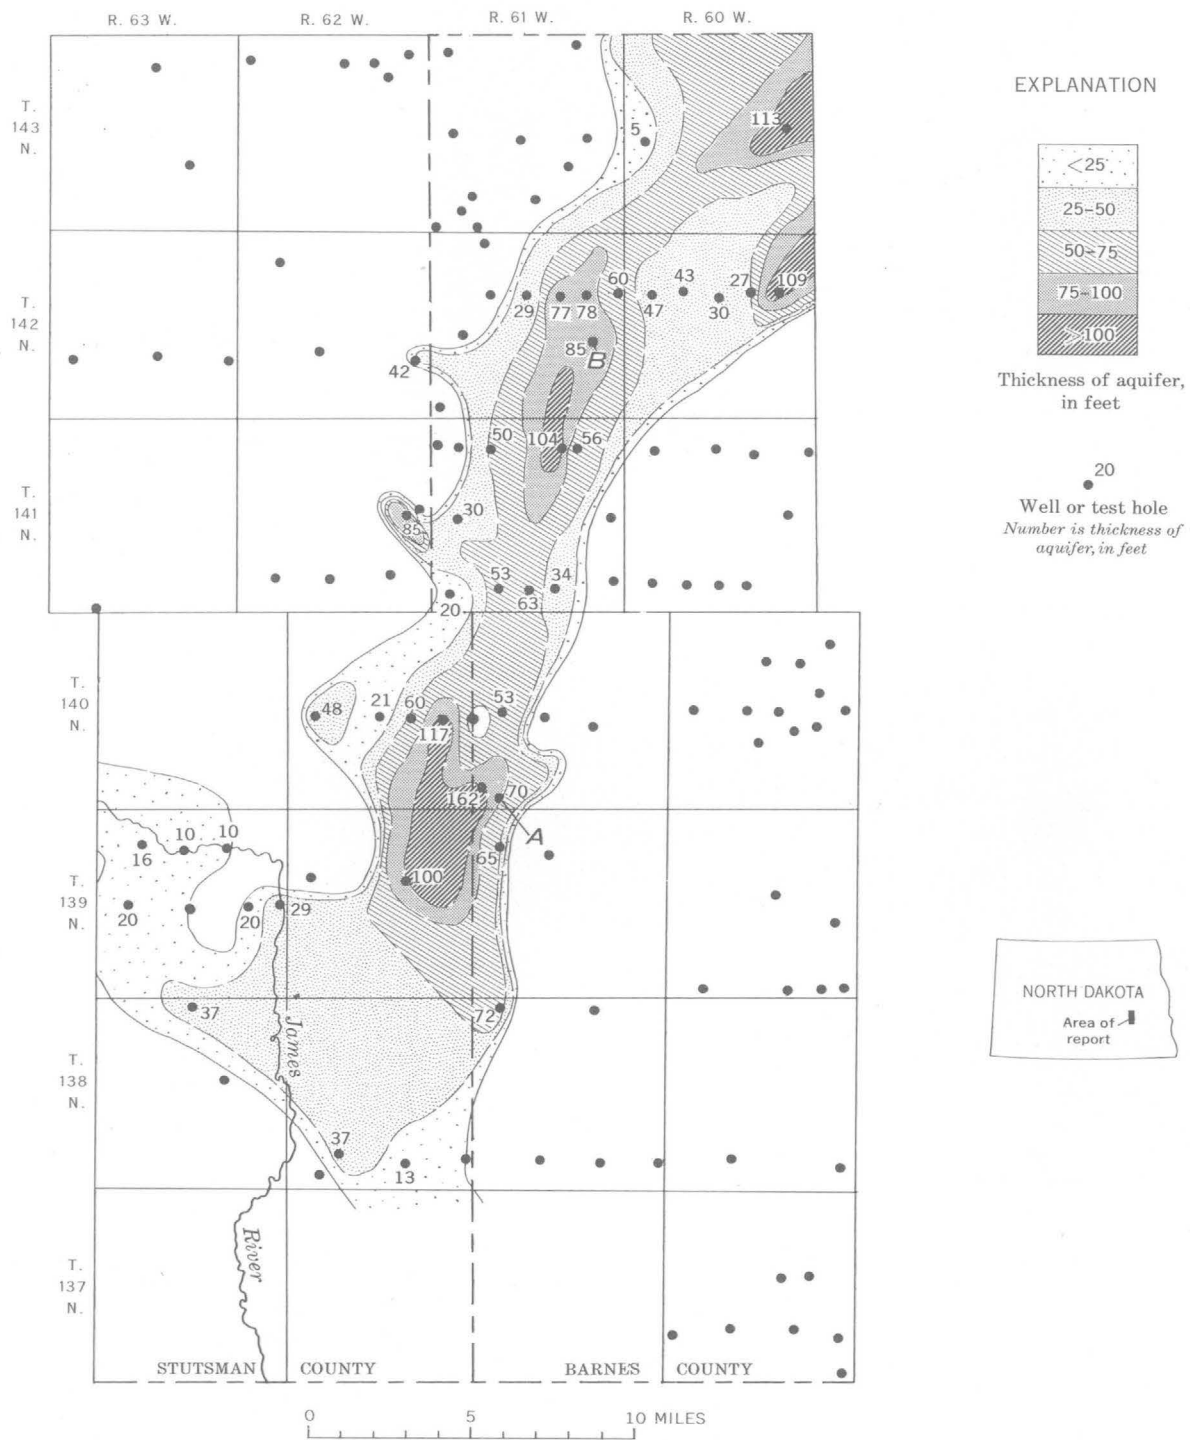 R. 63 W. R. 62 W. R. 61 W. R. 60 W.
T.
143
N.
5
113
T.
142
N.
29
77
78
60
47
43
30
27
109
85
B
42
T.
141
N.
50
104
56
85
30
53
63
34
20
T.
140
N.
48
21
60
117
53
162
70
A
T.
139
N.
16
10
10
65
100
20
20
29
T.
138
N.
37
72
James
37
13
T.
137
N.
River
STUTSMAN COUNTY BARNES COUNTY
0 5 10 MILES
EXPLANATION
<25
25-50
50-75
75-100
>100
Thickness of aquifer,
in feet
20
Well or test hole
Number is thickness of
aquifer, in feet
NORTH DAKOTA
Area of
report